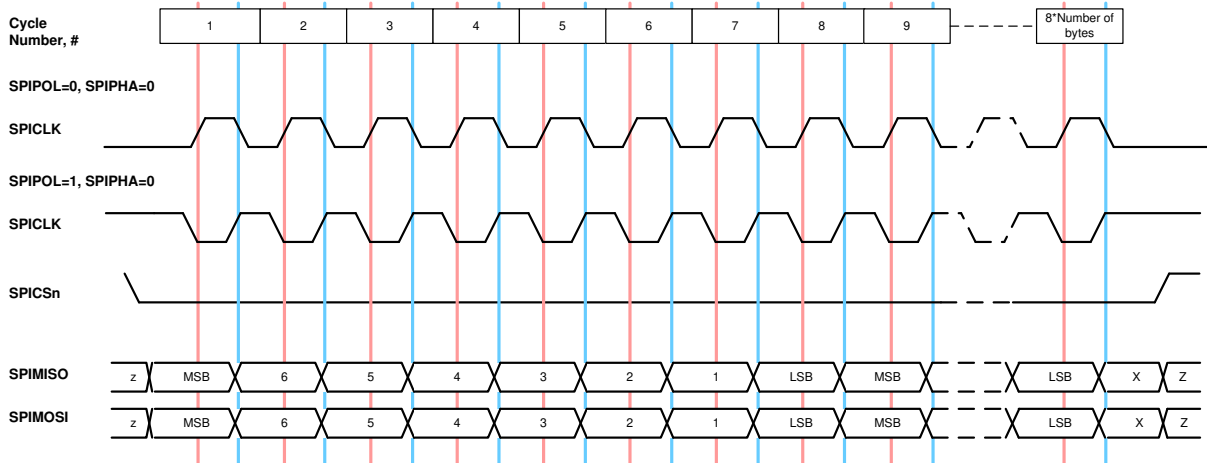 Cycle
Number, #
1 2 3 4 5 6 7 8 9
8*Number of
bytes
SPIPOL=0, SPIPHA=0
SPICLK
SPIPOL=1, SPIPHA=0
SPICLK
SPICSn
SPIMISO z MSB 6 5 4 3 2 1 LSB MSB LSB X Z
SPIMOSI z MSB 6 5 4 3 2 1 LSB MSB LSB X Z